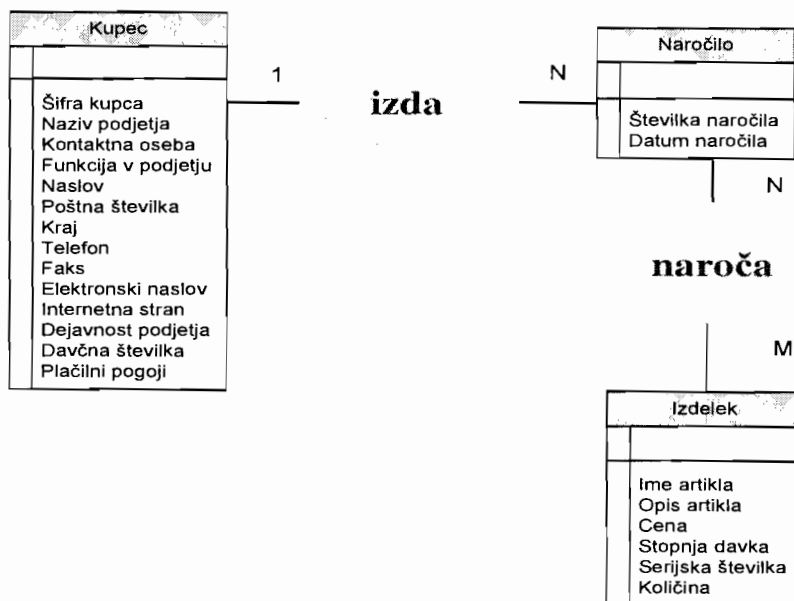 Kupec
Šifra kupca
Naziv podjetja
Kontaktna oseba
Funkcija v podjetju
Naslov
Poštna številka
Kraj
Telefon
Faks
Elektronski naslov
Internetna stran
Dejavnost podjetja
Davčna številka
Plačilni pogoji
1
izda
N
Naročilo
Številka naročila
Datum naročila
N
naroča
M
Izdelek
Ime artikla
Opis artikla
Cena
Stopnja davka
Serijska številka
Količina